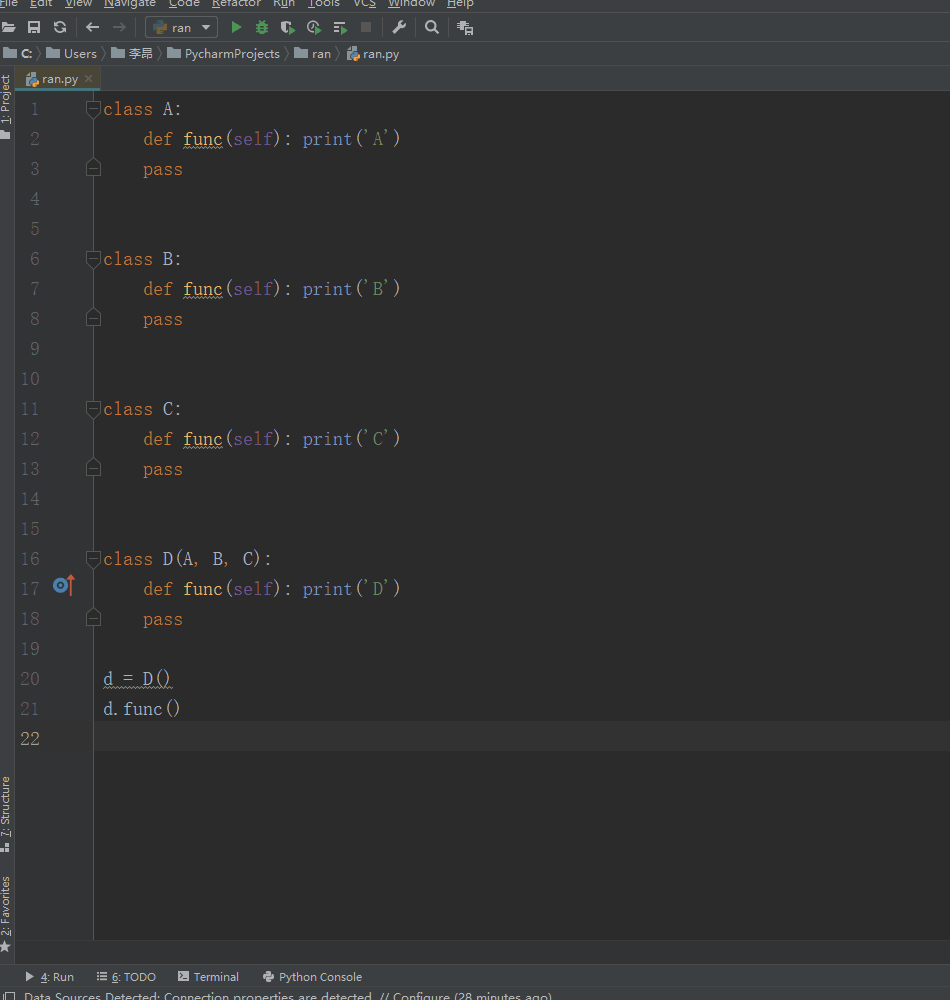 File Edit View Navigate Code Refactor Run Tools VCS Window Help
ran
C: Users 李昂 PycharmProjects ran ran.py
1: Project
ran.py
1 class A:
2     def func(self): print('A')
3     pass
4
5
6 class B:
7     def func(self): print('B')
8     pass
9
10
11 class C:
12     def func(self): print('C')
13     pass
14
15
16 class D(A, B, C):
17     def func(self): print('D')
18     pass
19
20 d = D()
21 d.func()
22
7: Structure
2: Favorites
4: Run 6: TODO Terminal Python Console
Data Sources Detected: Connection properties are detected. // Configure (28 minutes ago)